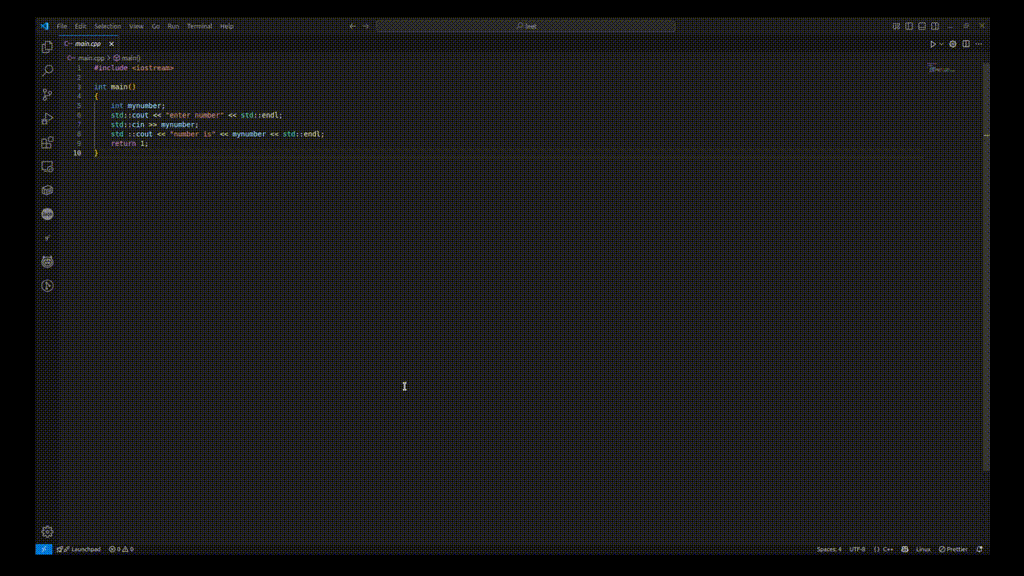 File Edit Selection View Go Run Terminal Help
main.cpp
main.cpp > main()
1 #include <iostream>
2
3 int main()
4 {
5 int mynumber;
6 std::cout << "enter number" << std::endl;
7 std::cin >> mynumber;
8 std ::cout << "number is" << mynumber << std::endl;
9 return 1;
10 }
Launchpad 0 0 Spaces: 4 UTF-8 {} C++ Linux Prettier